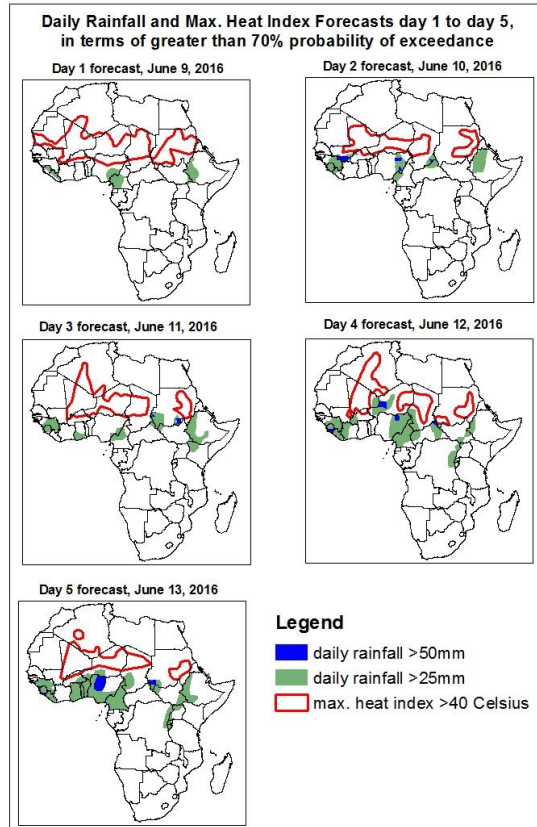 Daily Rainfall and Max. Heat Index Forecasts day 1 to day 5,
in terms of greater than 70% probability of exceedance
Day 1 forecast, June 9, 2016
Day 2 forecast, June 10, 2016
Day 3 forecast, June 11, 2016
Day 4 forecast, June 12, 2016
Day 5 forecast, June 13, 2016
Legend
daily rainfall >50mm
daily rainfall >25mm
max. heat index >40 Celsius